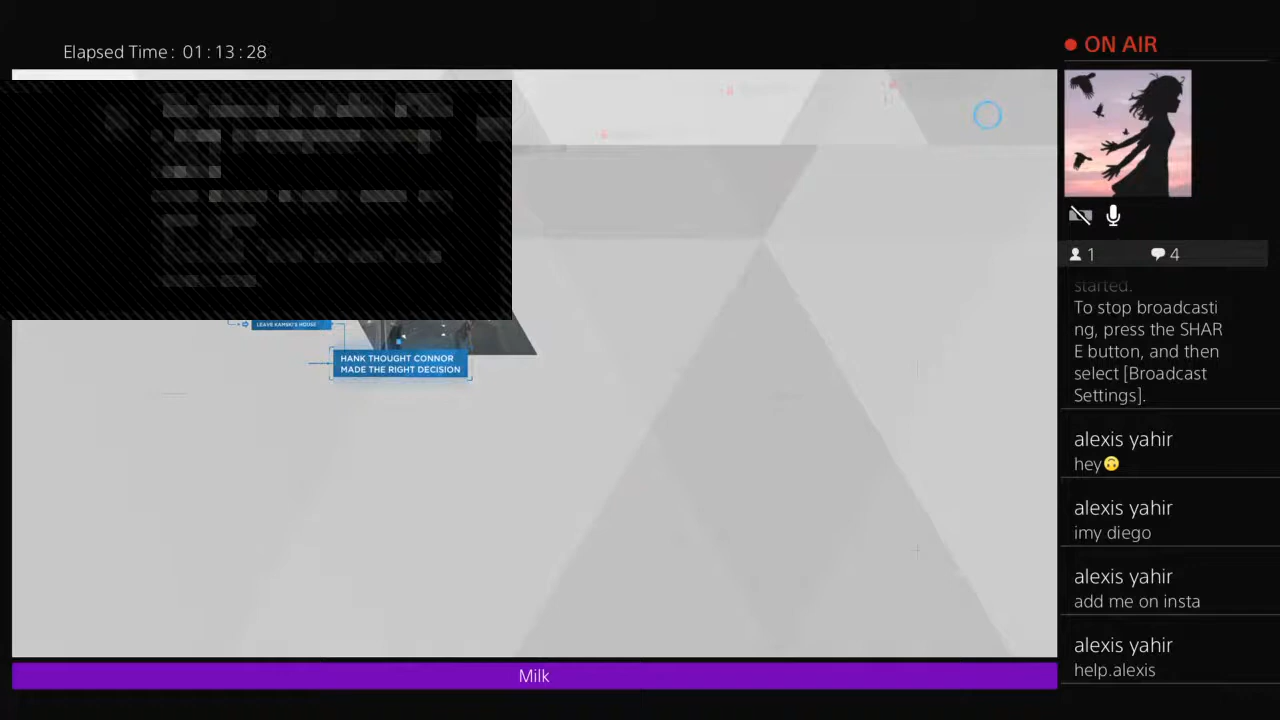 Elapsed Time: 01:13:28
ON AIR
1
4
started.
To stop broadcasti
ng, press the SHAR
E button, and then
select [Broadcast
Settings].
alexis yahir
hey🙃
alexis yahir
imy diego
alexis yahir
add me on insta
alexis yahir
help.alexis
LEAVE KAMSKI'S HOUSE
HANK THOUGHT CONNOR
MADE THE RIGHT DECISION
Milk